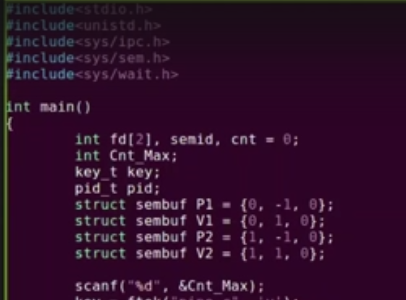 #include<stdio.h>
#include<unistd.h>
#include<sys/ipc.h>
#include<sys/sem.h>
#include<sys/wait.h>
int main()
{
int fd[2], semid, cnt = 0;
int Cnt_Max;
key_t key;
pid_t pid;
struct sembuf P1 = {0, -1, 0};
struct sembuf V1 = {0, 1, 0};
struct sembuf P2 = {1, -1, 0};
struct sembuf V2 = {1, 1, 0};
scanf("%d", &Cnt_Max);
key = ftok(